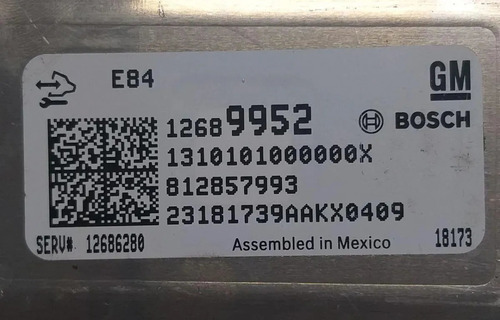 E84
GM
12689952
BOSCH
1310101000000X
812857993
23181739AAKX0409
SERV# 12686280
Assembled in Mexico
18173